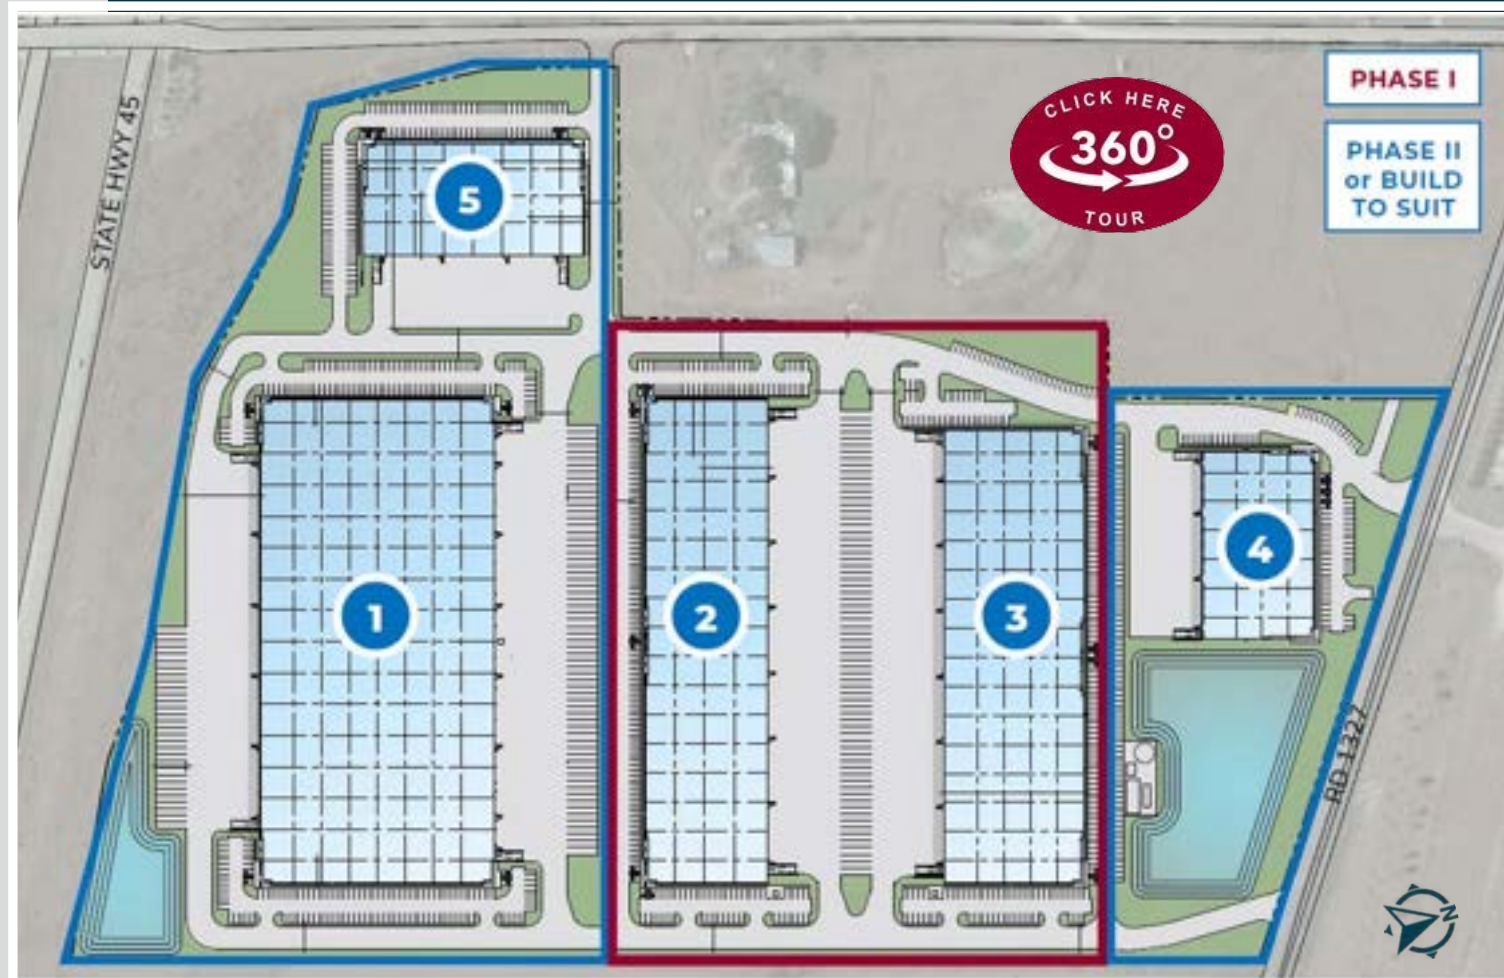 PHASE I
CLICK HERE
360°
TOUR
PHASE II
or BUILD
TO SUIT
STATE HWY 45
5
4
1
2
3
RD 1327
N